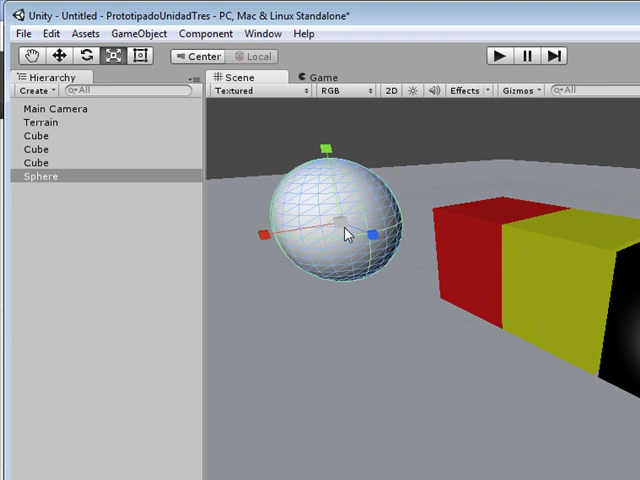 Unity - Untitled - PrototipadoUnidadTres - PC, Mac & Linux Standalone*
File Edit Assets GameObject Component Window Help
Center Local
Hierarchy Scene Game
Create All Textured RGB 2D Effects Gizmos All
Main Camera
Terrain
Cube
Cube
Cube
Sphere